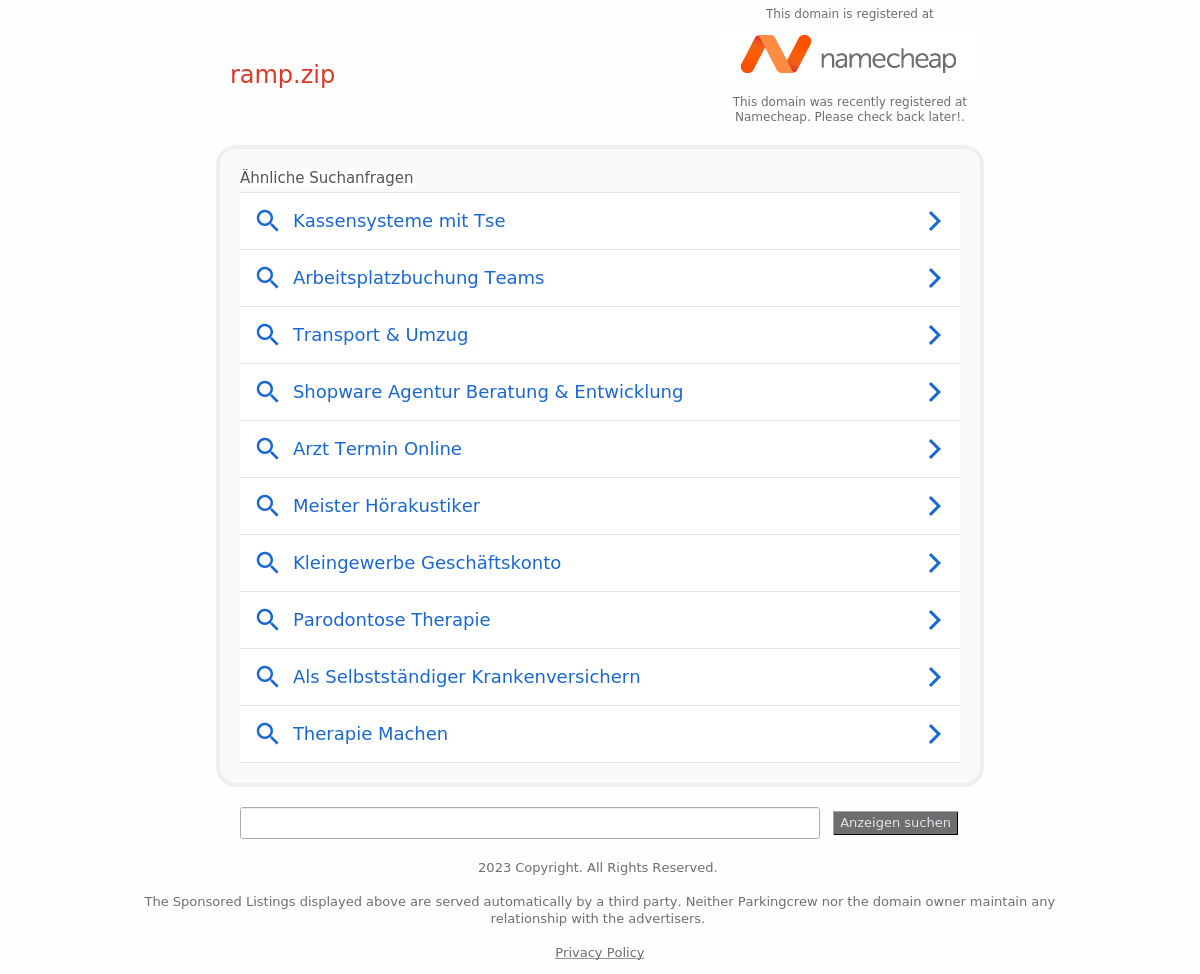 This domain is registered at
namecheap
ramp.zip
This domain was recently registered at
Namecheap. Please check back later!.
Ähnliche Suchanfragen
Kassensysteme mit Tse
Arbeitsplatzbuchung Teams
Transport & Umzug
Shopware Agentur Beratung & Entwicklung
Arzt Termin Online
Meister Hörakustiker
Kleingewerbe Geschäftskonto
Parodontose Therapie
Als Selbstständiger Krankenversichern
Therapie Machen
Anzeigen suchen
2023 Copyright. All Rights Reserved.
The Sponsored Listings displayed above are served automatically by a third party. Neither Parkingcrew nor the domain owner maintain any
relationship with the advertisers.
Privacy Policy